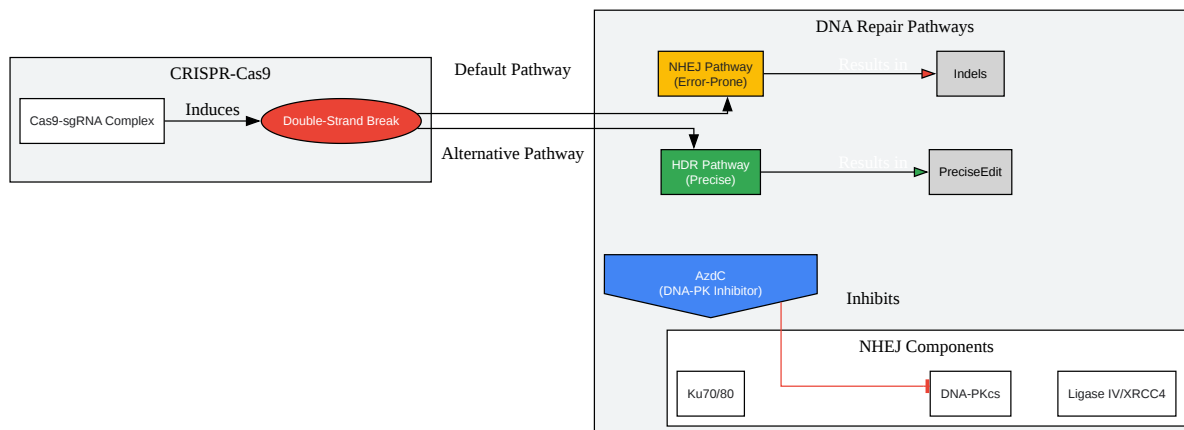 DNA Repair Pathways
CRISPR-Cas9
Default Pathway
NHEJ Pathway
(Error-Prone)
Results in
Indels
Cas9-sgRNA Complex
Induces
Double-Strand Break
Alternative Pathway
HDR Pathway
(Precise)
Results in
PreciseEdit
AzdC
(DNA-PK Inhibitor)
Inhibits
NHEJ Components
Ku70/80
DNA-PKcs
Ligase IV/XRCC4